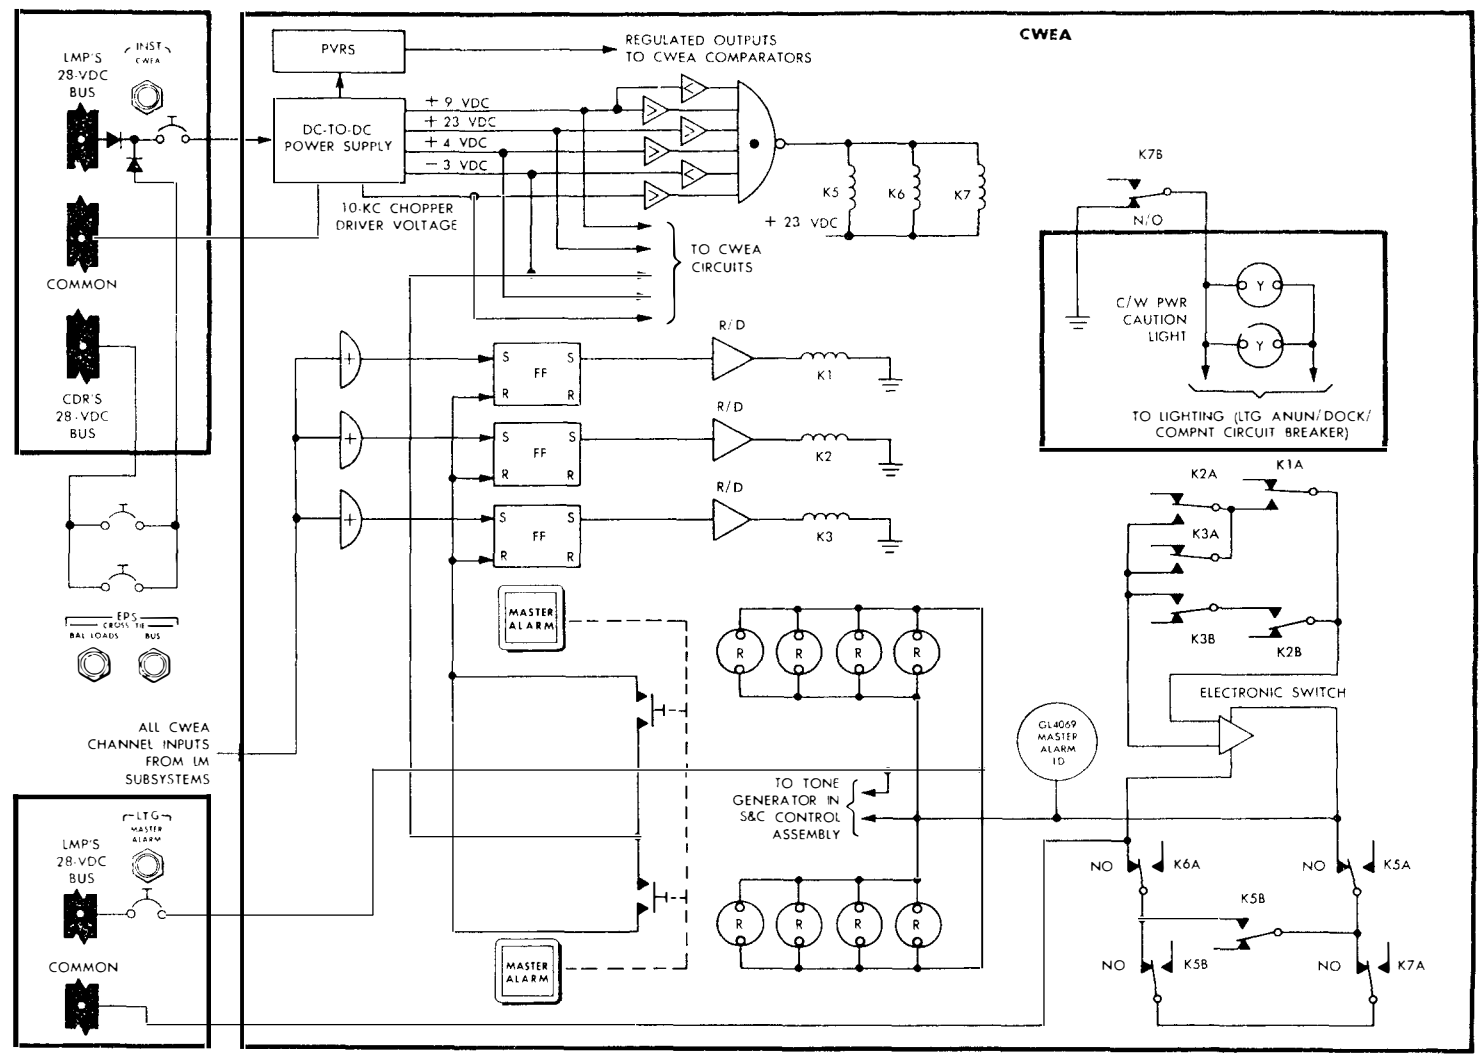 CWEA
LMP'S
28-VDC
BUS
INST
CWEA
COMMON
CDR'S
28-VDC
BUS
EPS
CROSS TIE
BAL LOADS
BUS
ALL CWEA
CHANNEL INPUTS
FROM LM
SUBSYSTEMS
LTG
MASTER
ALARM
LMP'S
28-VDC
BUS
COMMON
PVRS
REGULATED OUTPUTS
TO CWEA COMPARATORS
DC-TO-DC
POWER SUPPLY
+ 9 VDC
+ 23 VDC
+ 4 VDC
- 3 VDC
10-KC CHOPPER
DRIVER VOLTAGE
>
<
>
>
<
>
K5
K6
K7
+ 23 VDC
TO CWEA
CIRCUITS
K7B
N/O
C/W PWR
CAUTION
LIGHT
Y
Y
TO LIGHTING (LTG ANUN/DOCK/
COMPNT CIRCUIT BREAKER)
+
S S
FF
R R
R/D
K1
+
S S
FF
R R
R/D
K2
+
S S
FF
R R
R/D
K3
K2A
K1A
K3A
K3B
K2B
MASTER
ALARM
R R R R
ELECTRONIC SWITCH
GL4069
MASTER
ALARM
ID
TO TONE
GENERATOR IN
S&C CONTROL
ASSEMBLY
NO
K6A
NO
K5A
K5B
NO
K5B
NO
K7A
R R R R
MASTER
ALARM